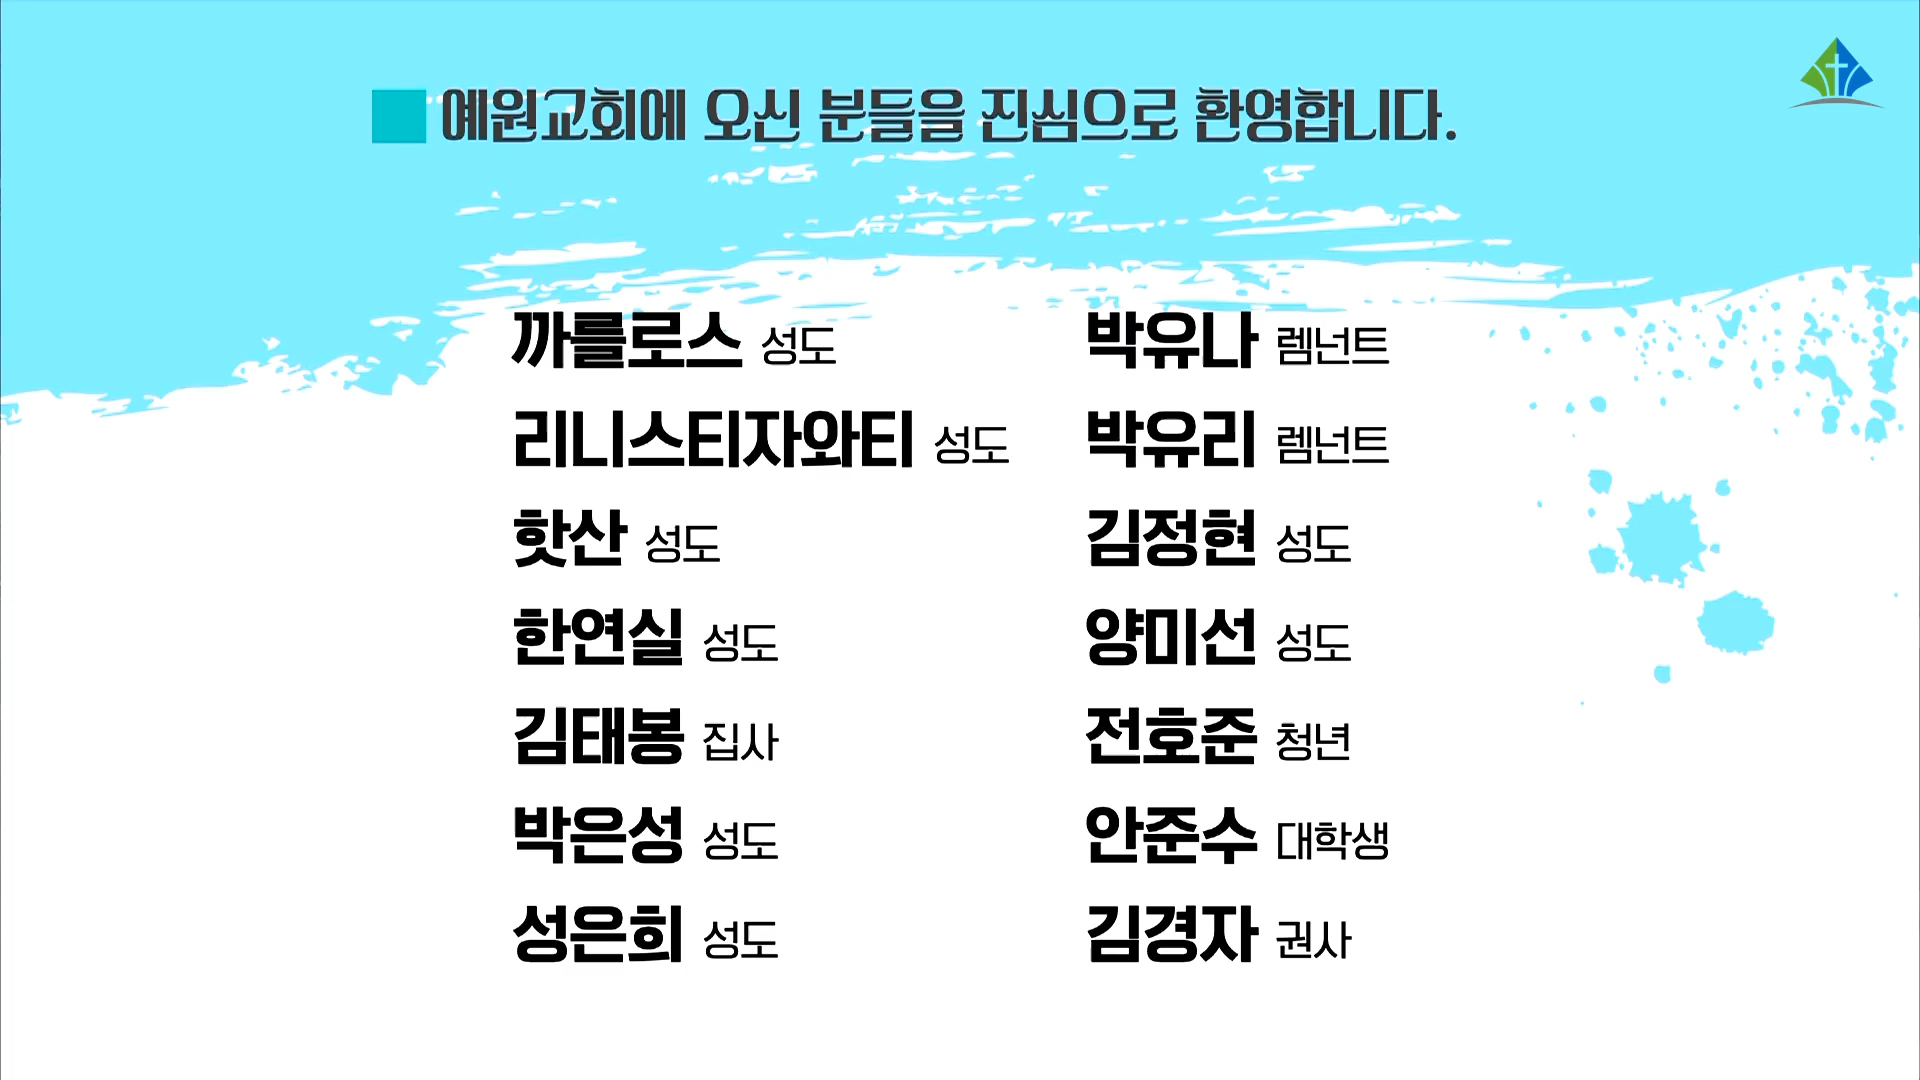 예원교회에 오신 분들을 진심으로 환영합니다.
까를로스 성도
리니스티자와티 성도
핫산 성도
한연실 성도
김태봉 집사
박은성 성도
성은희 성도
박유나 렘넌트
박유리 렘넌트
김정현 성도
양미선 성도
전호준 청년
안준수 대학생
김경자 권사